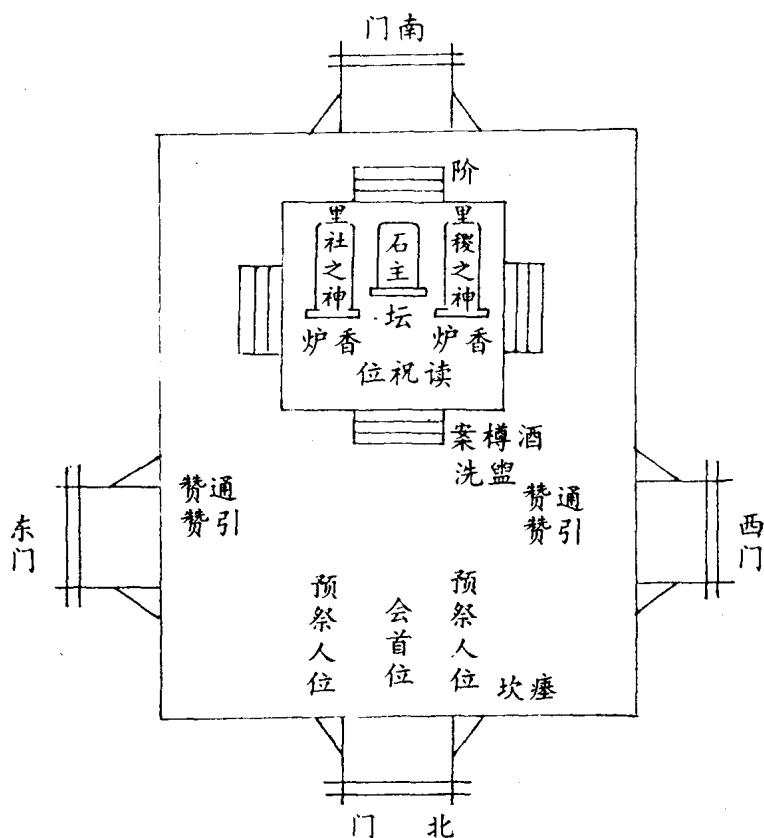 南门
阶
里稷之神
石主
里社之神
坛
香炉
香炉
读祝位
酒樽案
盥洗
通赞
引赞
通赞
引赞
西门
东门
预祭人位
会首位
预祭人位
瘗坎
北门